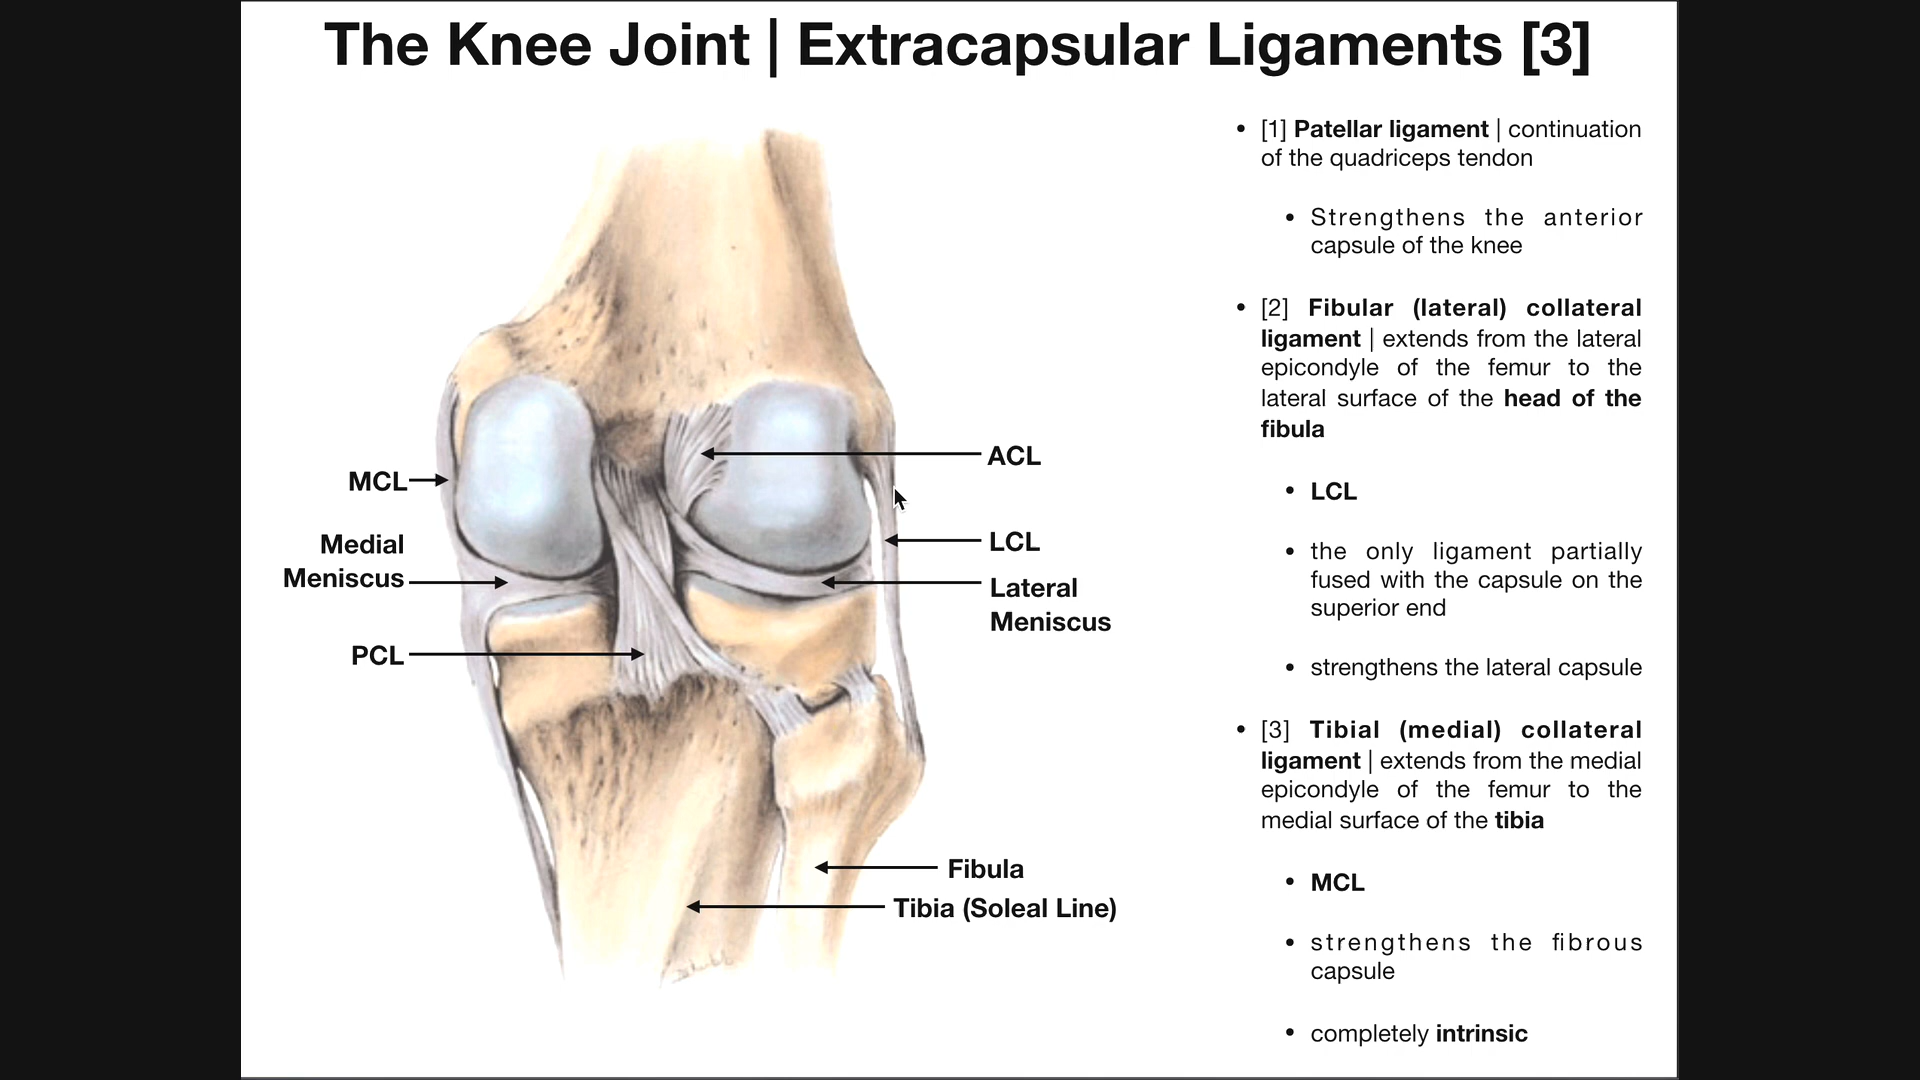 The Knee Joint | Extracapsular Ligaments [3]
MCL
Medial
Meniscus
PCL
ACL
LCL
Lateral
Meniscus
Fibula
Tibia (Soleal Line)
• [1] Patellar ligament | continuation
of the quadriceps tendon
• Strengthens the anterior
capsule of the knee
• [2] Fibular (lateral) collateral
ligament | extends from the lateral
epicondyle of the femur to the
lateral surface of the head of the
fibula
• LCL
• the only ligament partially
fused with the capsule on the
superior end
• strengthens the lateral capsule
• [3] Tibial (medial) collateral
ligament | extends from the medial
epicondyle of the femur to the
medial surface of the tibia
• MCL
• strengthens the fibrous
capsule
• completely intrinsic